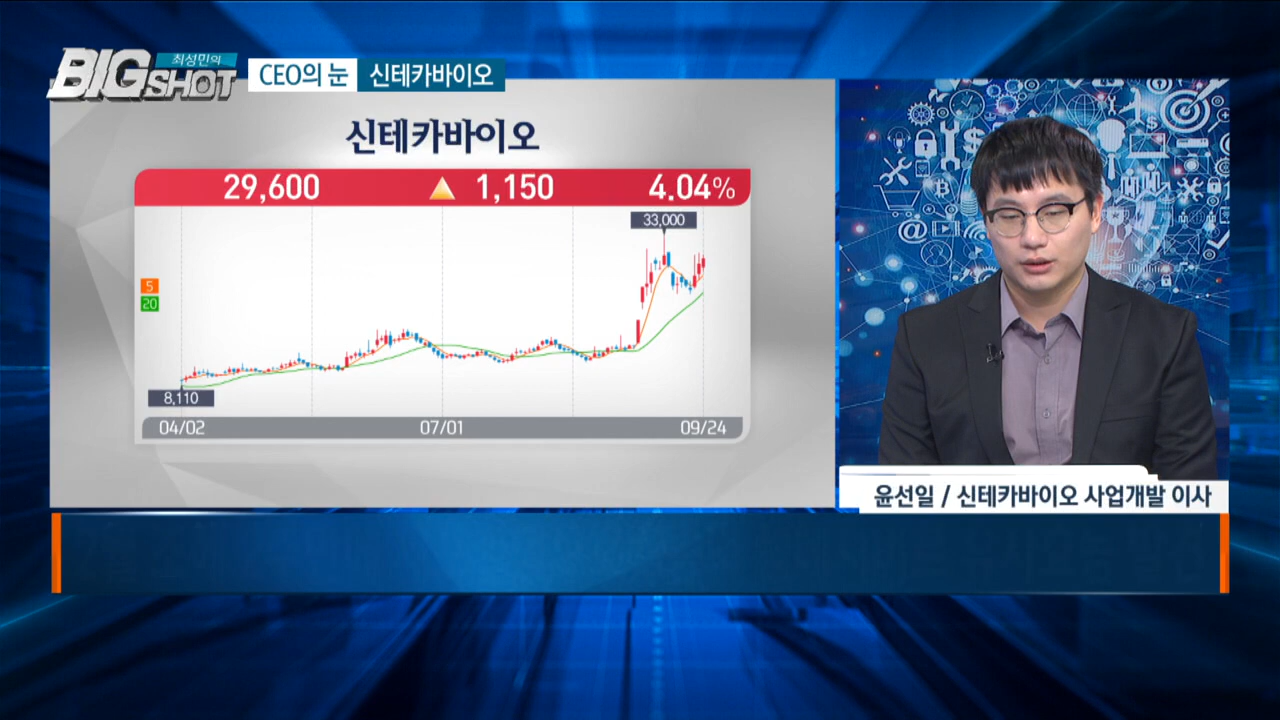 최성민의
BIG SHOT
CEO의 눈 신테카바이오
신테카바이오
29,600 ▲ 1,150 4.04%
33,000
5
20
8,110
04/02 07/01 09/24
윤선일 / 신테카바이오 사업개발 이사